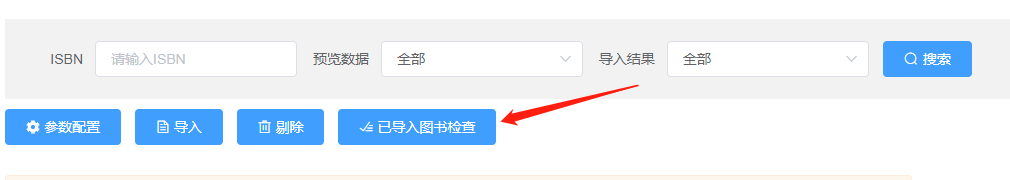 ISBN 请输入ISBN 预览数据 全部 导入结果 全部 搜索
参数配置 导入 剔除 已导入图书检查